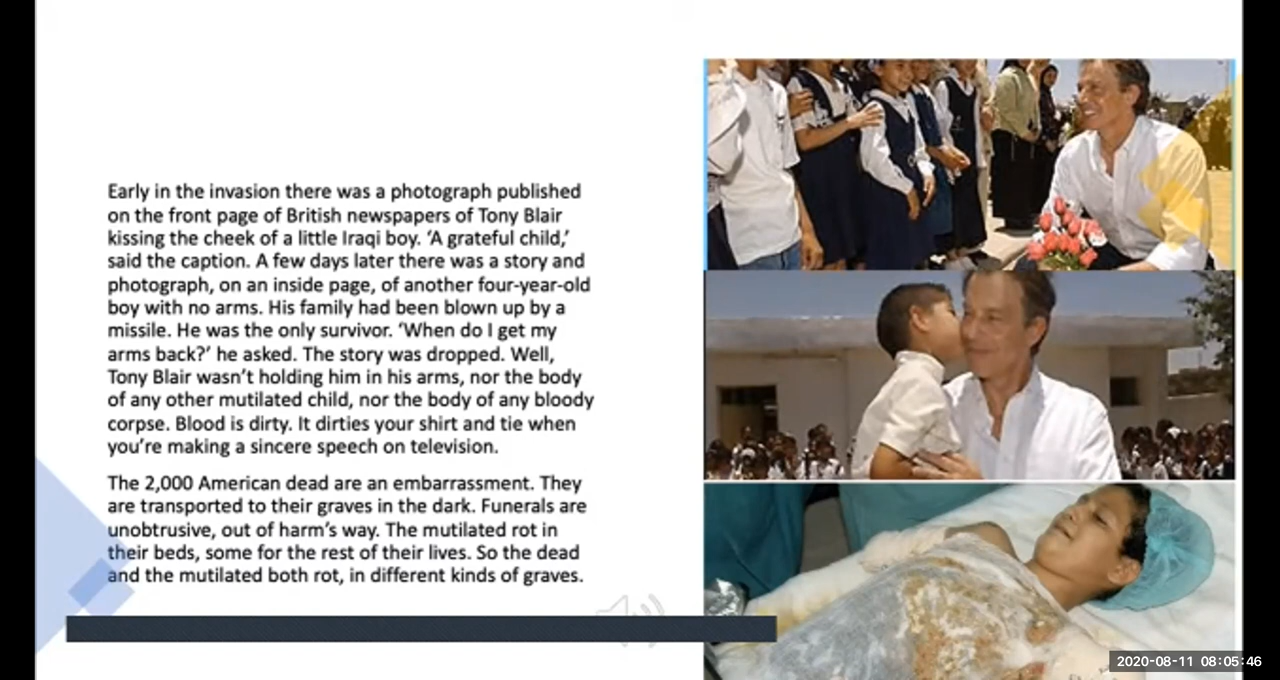 Early in the invasion there was a photograph published
on the front page of British newspapers of Tony Blair
kissing the cheek of a little Iraqi boy. ‘A grateful child,’
said the caption. A few days later there was a story and
photograph, on an inside page, of another four-year-old
boy with no arms. His family had been blown up by a
missile. He was the only survivor. ‘When do I get my
arms back?’ he asked. The story was dropped. Well,
Tony Blair wasn’t holding him in his arms, nor the body
of any other mutilated child, nor the body of any bloody
corpse. Blood is dirty. It dirties your shirt and tie when
you’re making a sincere speech on television.
The 2,000 American dead are an embarrassment. They
are transported to their graves in the dark. Funerals are
unobtrusive, out of harm’s way. The mutilated rot in
their beds, some for the rest of their lives. So the dead
and the mutilated both rot, in different kinds of graves.
2020-08-11 08:05:46